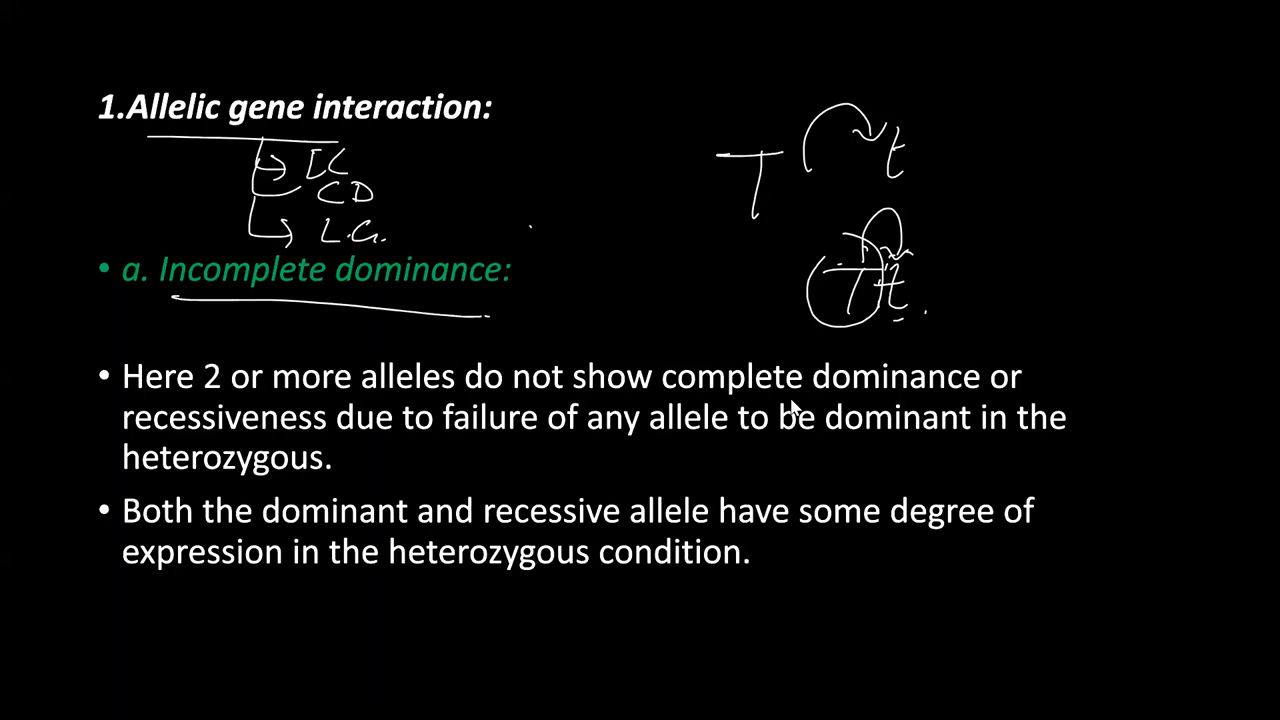 1.Allelic gene interaction:
IC
CD
L.G.
T t
Tt
• a. Incomplete dominance:
• Here 2 or more alleles do not show complete dominance or
recessiveness due to failure of any allele to be dominant in the
heterozygous.
• Both the dominant and recessive allele have some degree of
expression in the heterozygous condition.